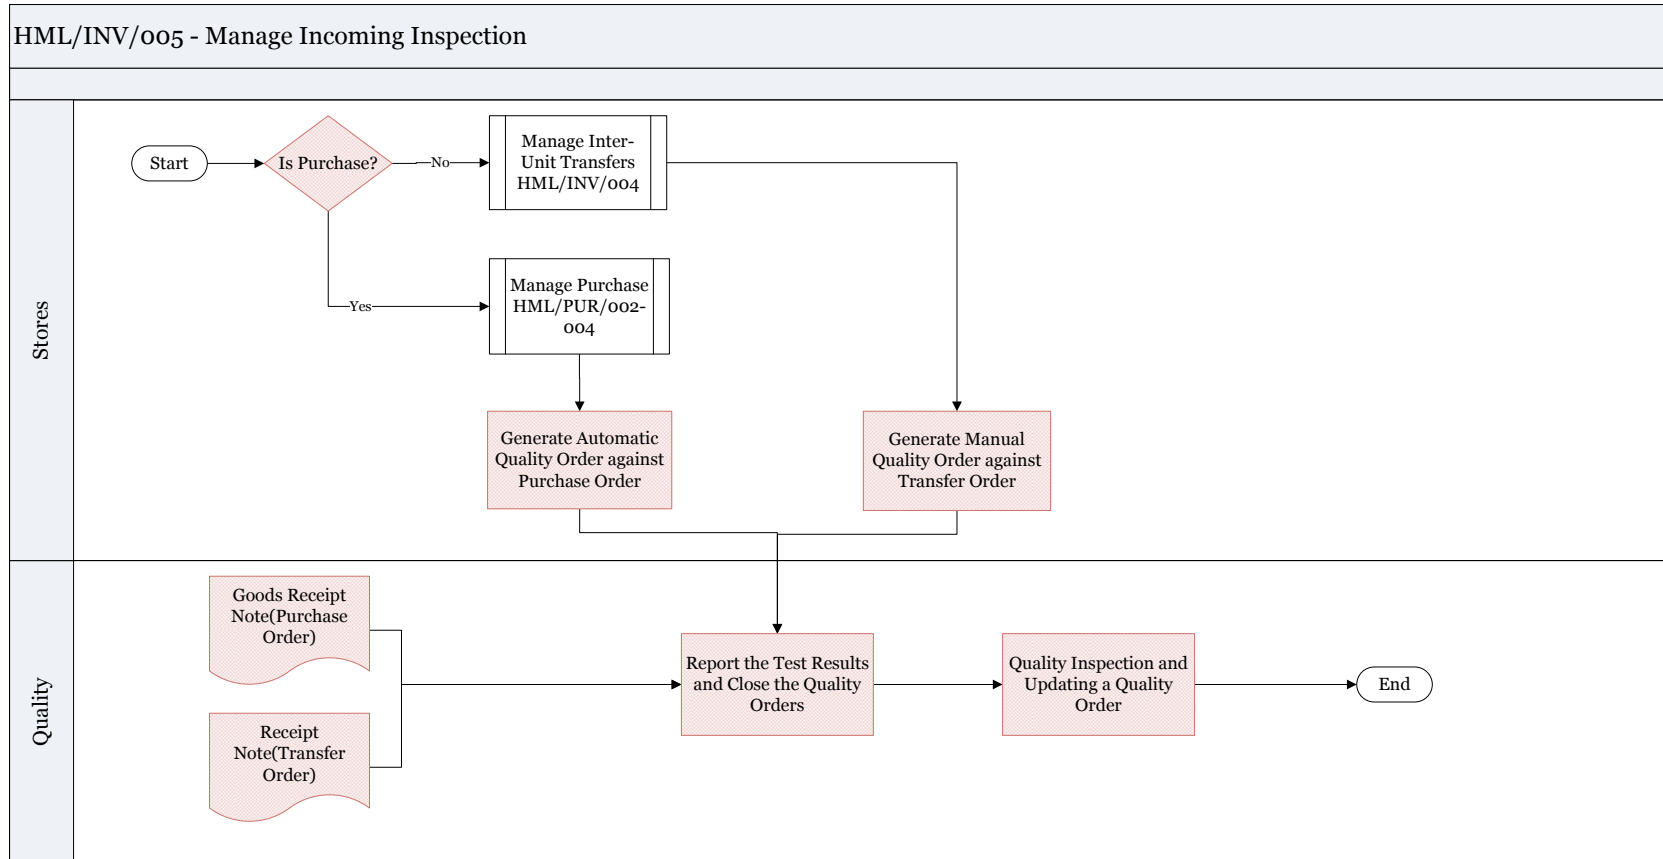 HML/INV/005 - Manage Incoming Inspection
Stores
Start
Is Purchase?
No
Manage Inter-
Unit Transfers
HML/INV/004
Yes
Manage Purchase
HML/PUR/002-
004
Generate Automatic
Quality Order against
Purchase Order
Generate Manual
Quality Order against
Transfer Order
Quality
Goods Receipt
Note(Purchase
Order)
Receipt
Note(Transfer
Order)
Report the Test Results
and Close the Quality
Orders
Quality Inspection and
Updating a Quality
Order
End